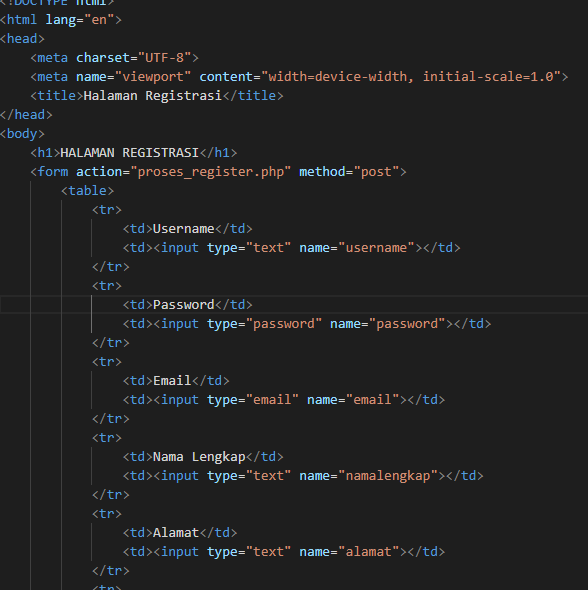 <!DOCTYPE html>
<html lang="en">
<head>
    <meta charset="UTF-8">
    <meta name="viewport" content="width=device-width, initial-scale=1.0">
    <title>Halaman Registrasi</title>
</head>
<body>
    <h1>HALAMAN REGISTRASI</h1>
    <form action="proses_register.php" method="post">
        <table>
            <tr>
                <td>Username</td>
                <td><input type="text" name="username"></td>
            </tr>
            <tr>
                <td>Password</td>
                <td><input type="password" name="password"></td>
            </tr>
            <tr>
                <td>Email</td>
                <td><input type="email" name="email"></td>
            </tr>
            <tr>
                <td>Nama Lengkap</td>
                <td><input type="text" name="namalengkap"></td>
            </tr>
            <tr>
                <td>Alamat</td>
                <td><input type="text" name="alamat"></td>
            </tr>
            <tr>